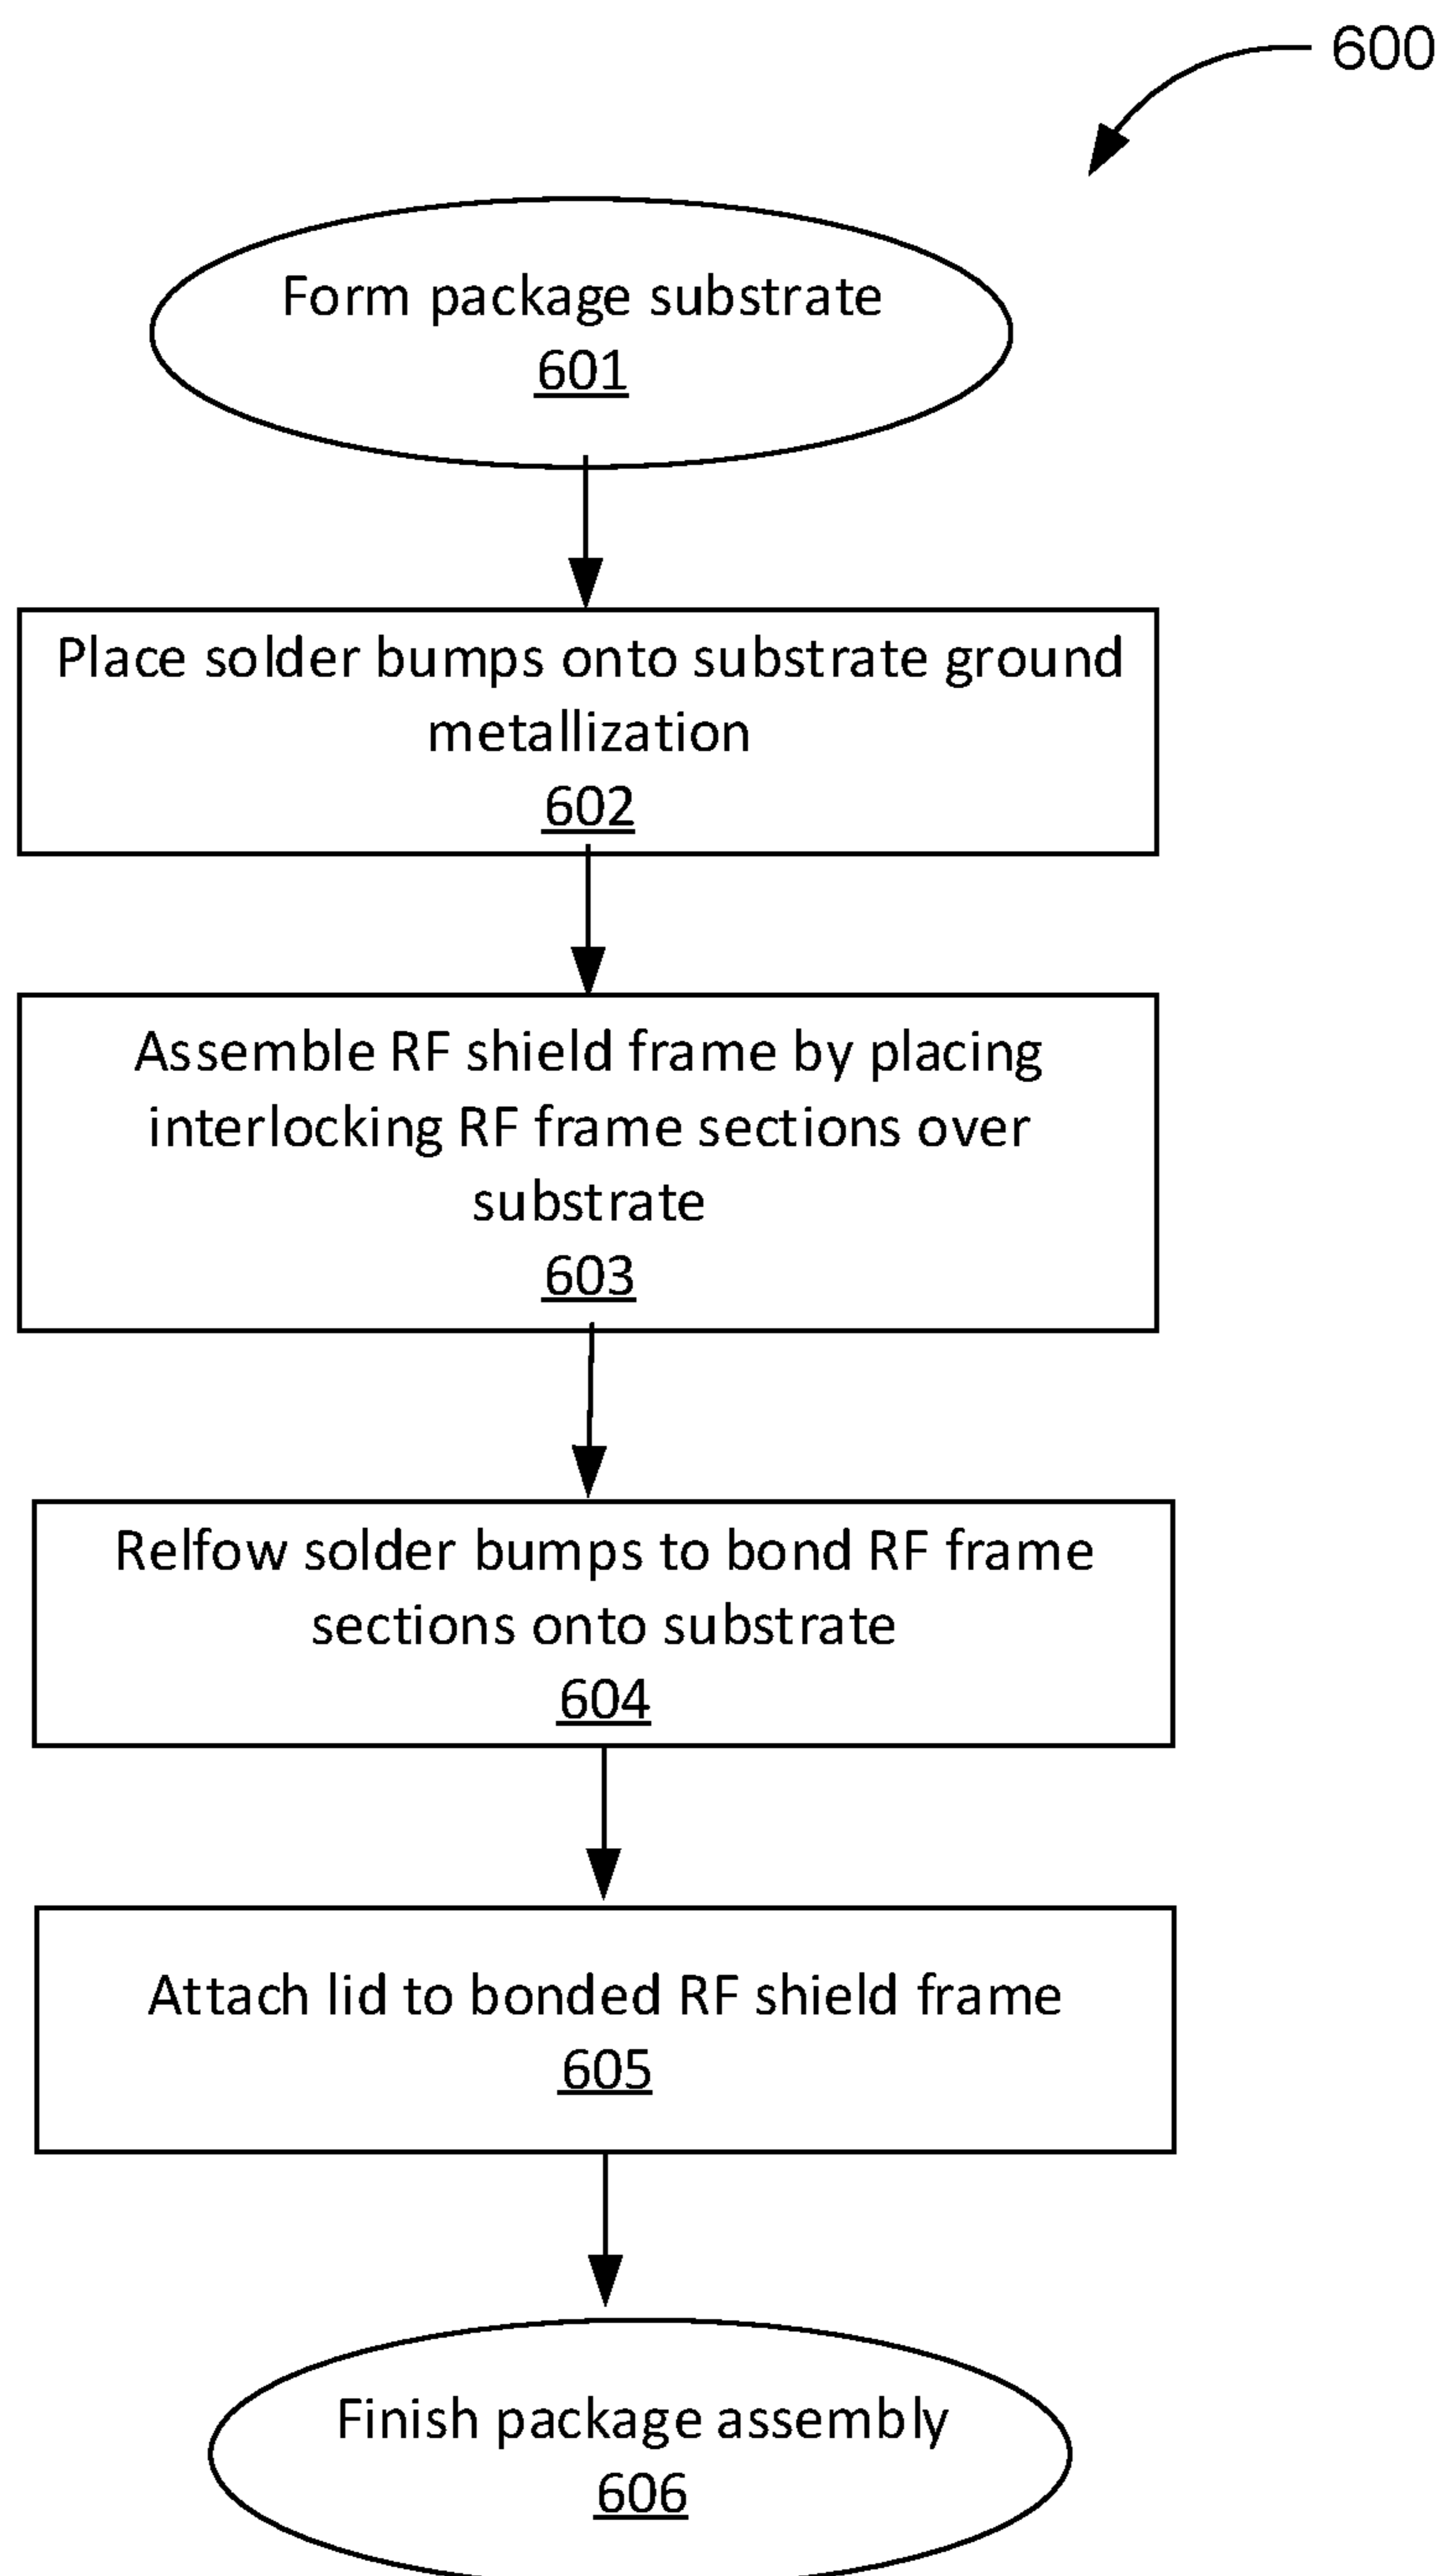 600
Form package substrate
601
Place solder bumps onto substrate ground
metallization
602
Assemble RF shield frame by placing
interlocking RF frame sections over
substrate
603
Relfow solder bumps to bond RF frame
sections onto substrate
604
Attach lid to bonded RF shield frame
605
Finish package assembly
606